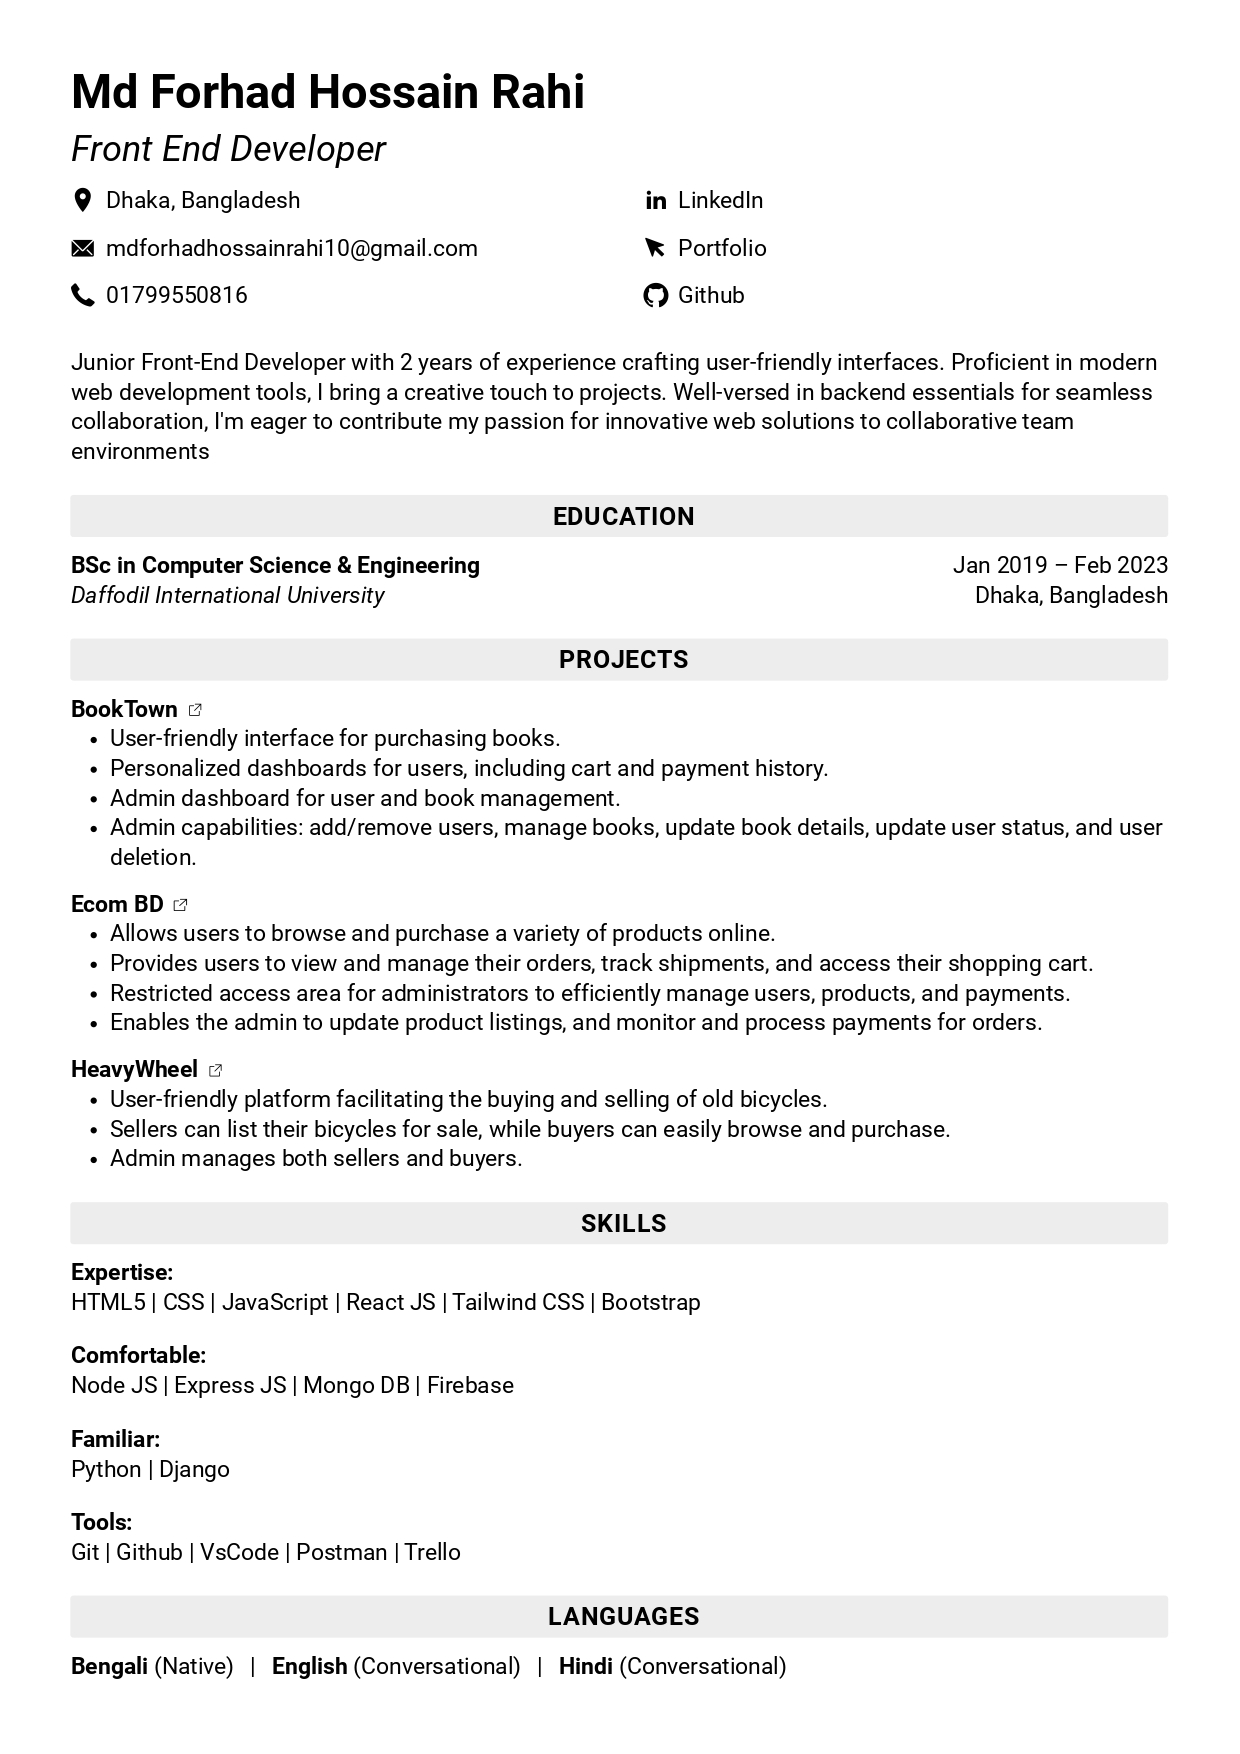 Md Forhad Hossain Rahi
Front End Developer
Dhaka, Bangladesh
LinkedIn
mdforhadhossainrahi10@gmail.com
Portfolio
01799550816
Github
Junior Front-End Developer with 2 years of experience crafting user-friendly interfaces. Proficient in modern
web development tools, I bring a creative touch to projects. Well-versed in backend essentials for seamless
collaboration, I'm eager to contribute my passion for innovative web solutions to collaborative team
environments
EDUCATION
BSc in Computer Science & Engineering Jan 2019 – Feb 2023
Daffodil International University Dhaka, Bangladesh
PROJECTS
BookTown
• User-friendly interface for purchasing books.
• Personalized dashboards for users, including cart and payment history.
• Admin dashboard for user and book management.
• Admin capabilities: add/remove users, manage books, update book details, update user status, and user
deletion.
Ecom BD
• Allows users to browse and purchase a variety of products online.
• Provides users to view and manage their orders, track shipments, and access their shopping cart.
• Restricted access area for administrators to efficiently manage users, products, and payments.
• Enables the admin to update product listings, and monitor and process payments for orders.
HeavyWheel
• User-friendly platform facilitating the buying and selling of old bicycles.
• Sellers can list their bicycles for sale, while buyers can easily browse and purchase.
• Admin manages both sellers and buyers.
SKILLS
Expertise:
HTML5 | CSS | JavaScript | React JS | Tailwind CSS | Bootstrap
Comfortable:
Node JS | Express JS | Mongo DB | Firebase
Familiar:
Python | Django
Tools:
Git | Github | VsCode | Postman | Trello
LANGUAGES
Bengali (Native) | English (Conversational) | Hindi (Conversational)